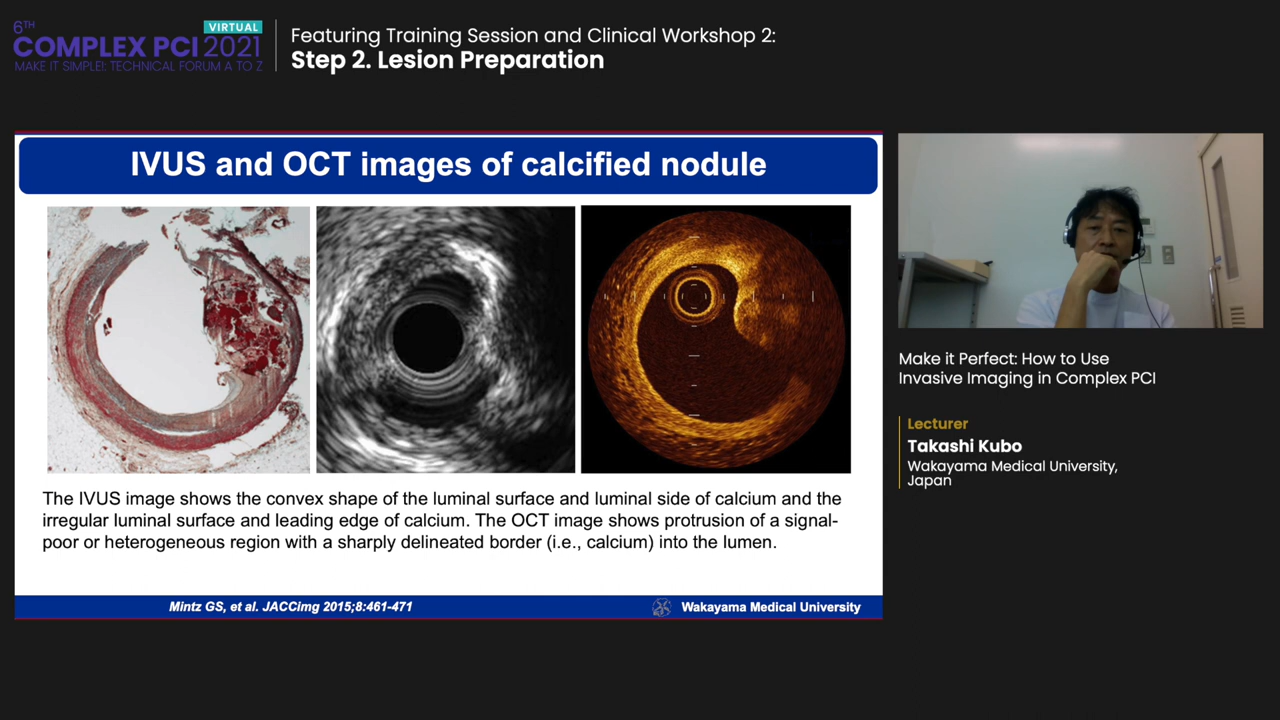 6TH
VIRTUAL
COMPLEX PCI 2021
MAKE IT SIMPLE!: TECHNICAL FORUM A TO Z
Featuring Training Session and Clinical Workshop 2:
Step 2. Lesion Preparation
IVUS and OCT images of calcified nodule
The IVUS image shows the convex shape of the luminal surface and luminal side of calcium and the
irregular luminal surface and leading edge of calcium. The OCT image shows protrusion of a signal-
poor or heterogeneous region with a sharply delineated border (i.e., calcium) into the lumen.
Mintz GS, et al. JACCImg 2015;8:461-471
Wakayama Medical University
Make it Perfect: How to Use
Invasive Imaging in Complex PCI
Lecturer
Takashi Kubo
Wakayama Medical University,
Japan